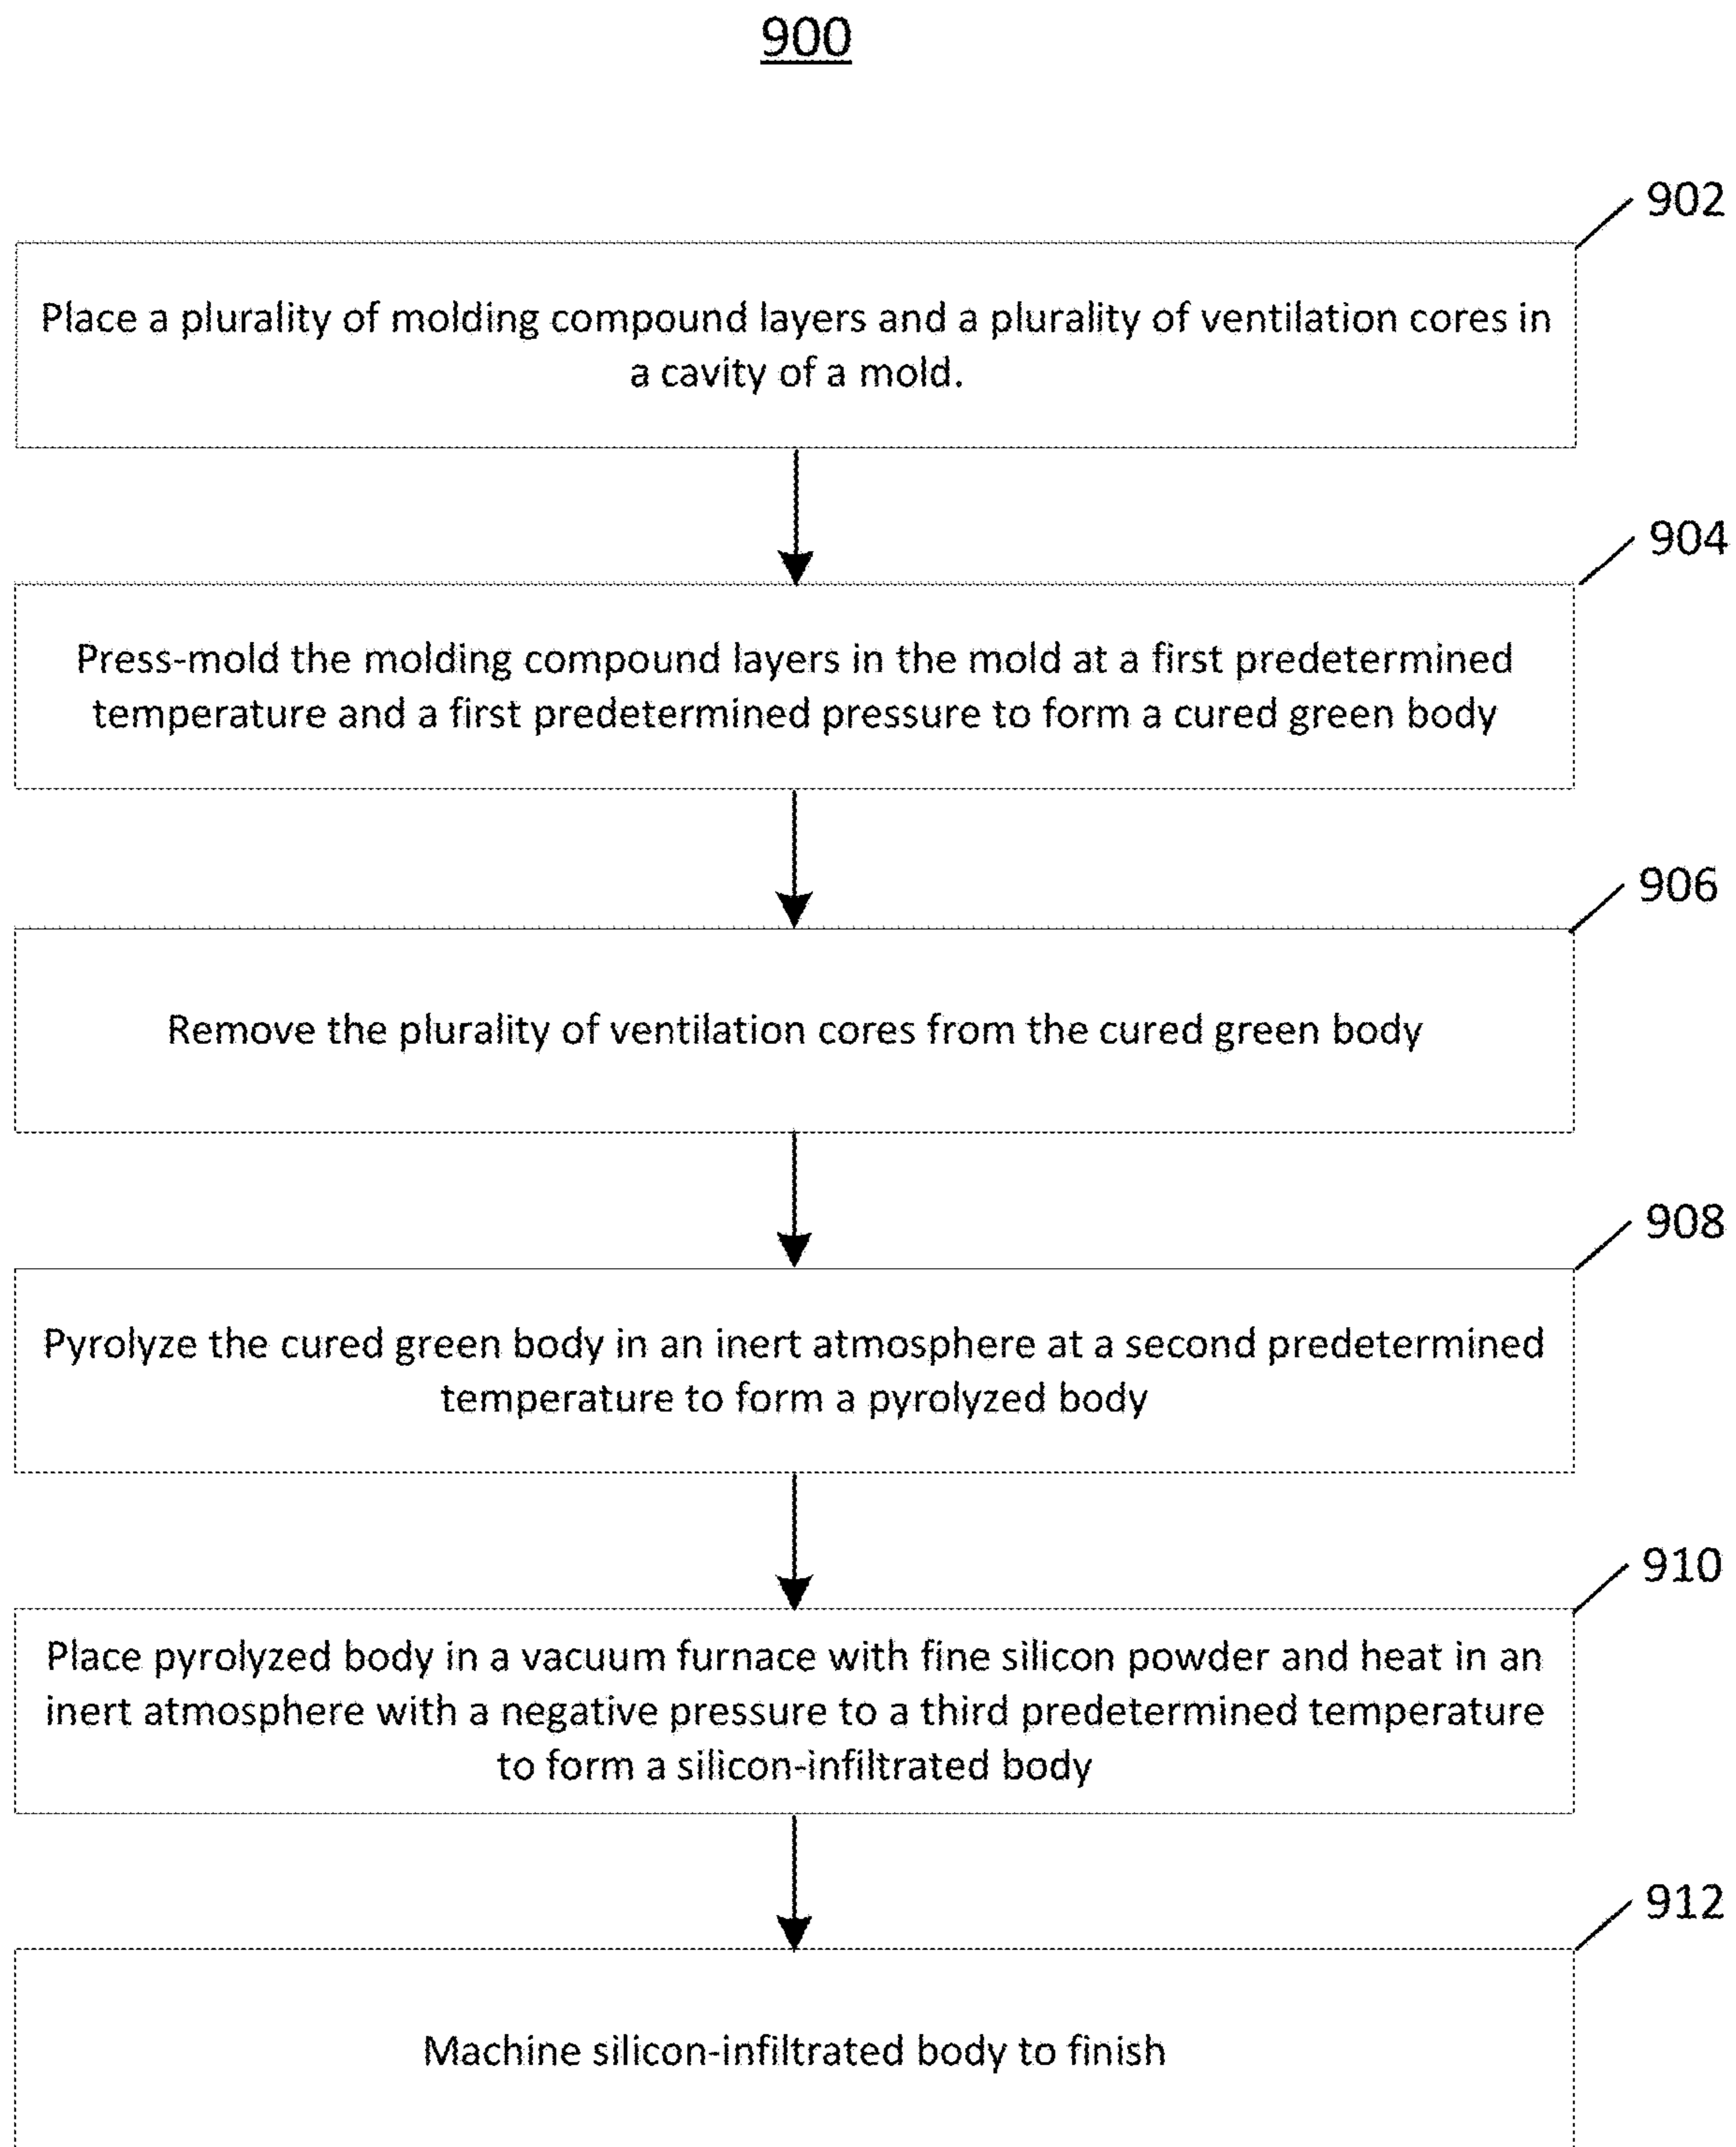 900
902
Place a plurality of molding compound layers and a plurality of ventilation cores in
a cavity of a mold.
904
Press-mold the molding compound layers in the mold at a first predetermined
temperature and a first predetermined pressure to form a cured green body
906
Remove the plurality of ventilation cores from the cured green body
908
Pyrolyze the cured green body in an inert atmosphere at a second predetermined
temperature to form a pyrolyzed body
910
Place pyrolyzed body in a vacuum furnace with fine silicon powder and heat in an
inert atmosphere with a negative pressure to a third predetermined temperature
to form a silicon-infiltrated body
912
Machine silicon-infiltrated body to finish